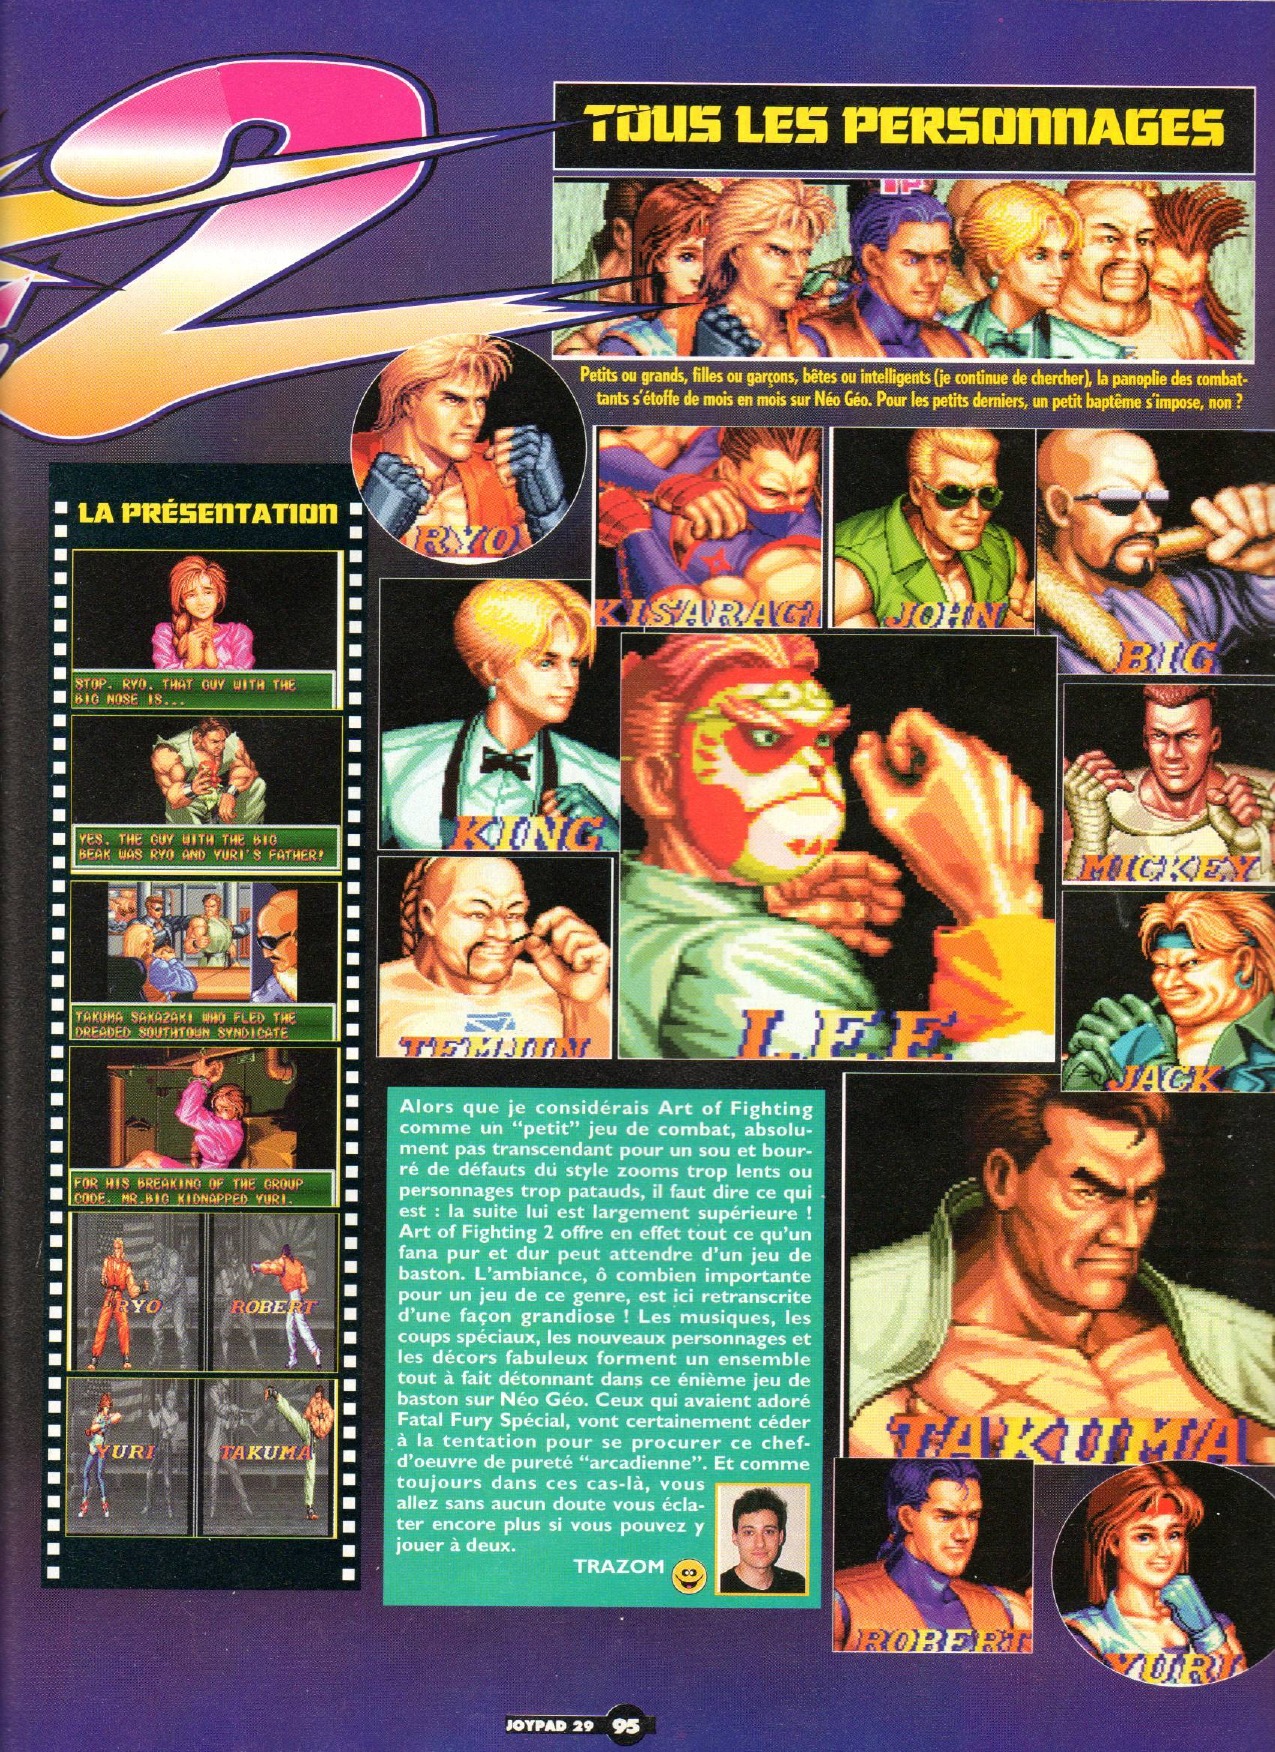 2
TOUS LES PERSONNAGES
1P
Petits ou grands, filles ou garçons, bêtes ou intelligents (je continue de chercher), la panoplie des combat-
tants s'étoffe de mois en mois sur Néo Géo. Pour les petits derniers, un petit baptême s'impose, non ?
RYO
KISARAGI
JOHN
BIG
KING
LEE
MICKEY
TEMJIN
JACK
TAKUMA
ROBERT
YURI
LA PRÉSENTATION
STOP. RYO. THAT GUY WITH THE
BIG NOSE IS...
YES. THE GUY WITH THE BIG
BEAK WAS RYO AND YURI'S FATHER!
TAKUMA SAKAZAKI WHO FLED THE
DREADED SOUTHTOWN SYNDICATE
FOR HIS BREAKING OF THE GROUP
CODE. MR.BIG KIDNAPPED YURI.
RYO
ROBERT
YURI
TAKUMA
Alors que je considérais Art of Fighting
comme un “petit” jeu de combat, absolu-
ment pas transcendant pour un sou et bour-
ré de défauts du style zooms trop lents ou
personnages trop patauds, il faut dire ce qui
est : la suite lui est largement supérieure !
Art of Fighting 2 offre en effet tout ce qu'un
fana pur et dur peut attendre d'un jeu de
baston. L'ambiance, ô combien importante
pour un jeu de ce genre, est ici retranscrite
d'une façon grandiose ! Les musiques, les
coups spéciaux, les nouveaux personnages et
les décors fabuleux forment un ensemble
tout à fait détonnant dans ce énième jeu de
baston sur Néo Géo. Ceux qui avaient adoré
Fatal Fury Spécial, vont certainement céder
à la tentation pour se procurer ce chef-
d'oeuvre de pureté “arcadienne”. Et comme
toujours dans ces cas-là, vous
allez sans aucun doute vous écla-
ter encore plus si vous pouvez y
jouer à deux.
TRAZOM
JOYPAD 29 95